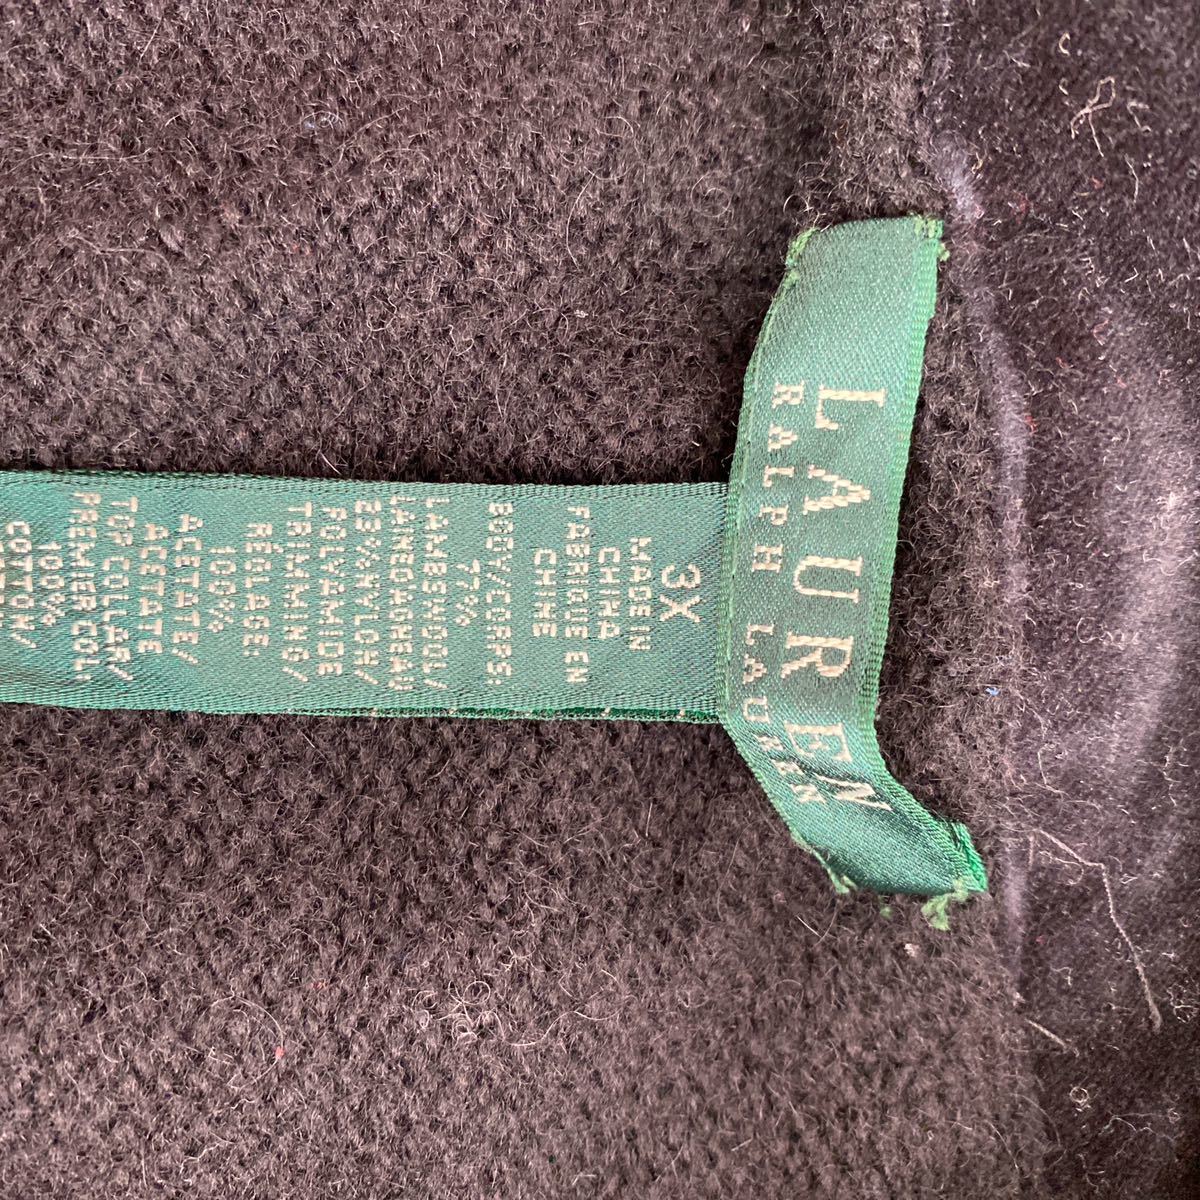 LAUREN
RALPH LAUREN
3X
MADE IN
CHINA
FABRIQUE EN
CHINE
BODY/CORPS:
77%
LAMBSWOOL/
LAINE D'AGNEAU
23% NYLON/
POLYAMIDE
TRIMMING/
RÉGLAGE:
100%
ACETATE/
ACETATE
TOP COLLAR/
PREMIER COL:
100%
COTTON/